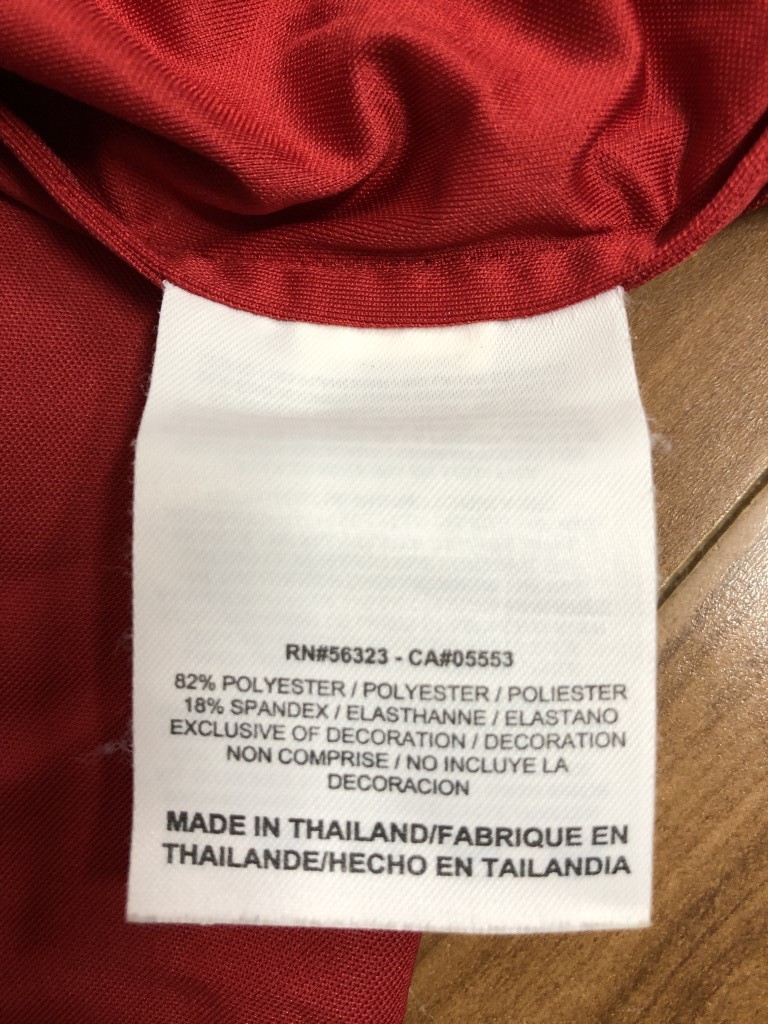 RN#56323 - CA#05553
82% POLYESTER / POLYESTER / POLIESTER
18% SPANDEX / ELASTHANNE / ELASTANO
EXCLUSIVE OF DECORATION / DECORATION
NON COMPRISE / NO INCLUYE LA
DECORACION
MADE IN THAILAND/FABRIQUE EN
THAILANDE/HECHO EN TAILANDIA